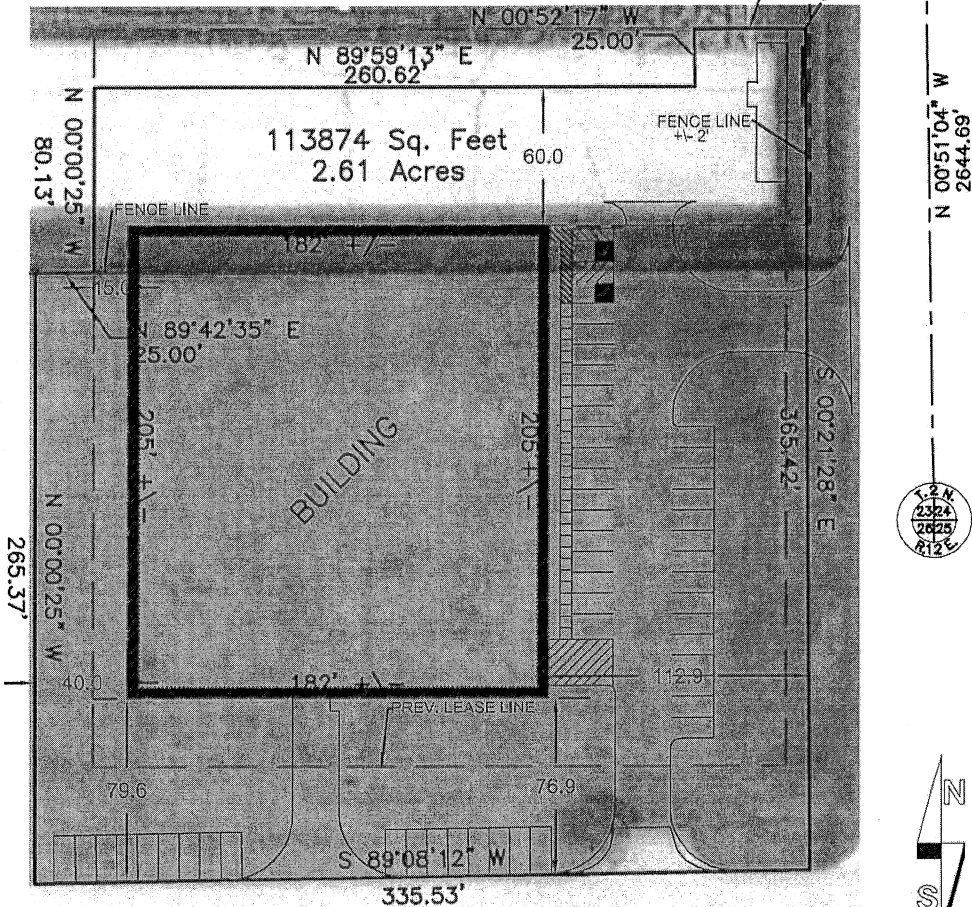 N 00°52'17" W
25.00'
N 89°59'13" E
260.62'
N 00°00'25" W
80.13'
113874 Sq. Feet
2.61 Acres
60.0
FENCE LINE
+\- 2'
N 00°51'04" W
2644.69'
FENCE LINE
182' +/-
15.0
N 89°42'35" E
25.00'
205' +\-
205' +\-
BUILDING
365.42'
S 00°21'28" E
T.2 N.
23 24
26 25
R.12 E.
N 00°00'25" W
265.37'
40.0
182' +\-
PREV. LEASE LINE
112.9
79.6
76.9
S 89°08'12" W
335.53'
N
S